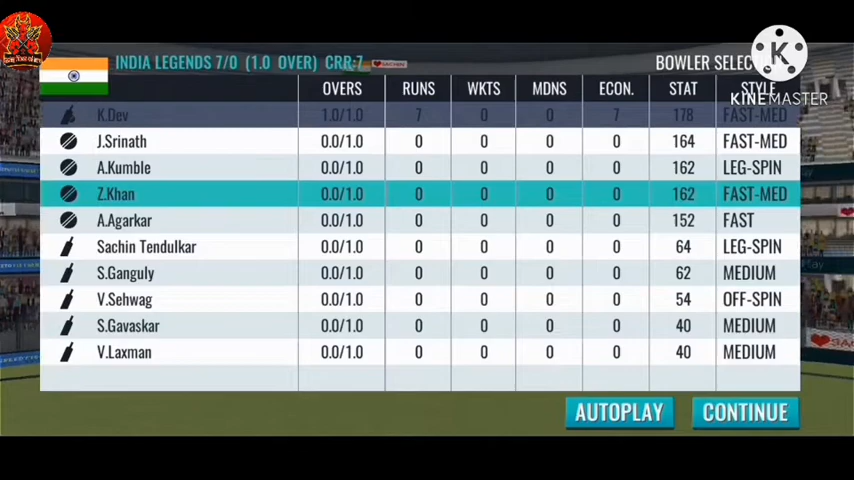 INDIA LEGENDS 7/0 (1.0 OVER) CRR:7
BOWLER SELEC
KINEMASTER
OVERS RUNS WKTS MDNS ECON. STAT STYLE
K.Dev 1.0/1.0 7 0 0 7 178 FAST-MED
J.Srinath 0.0/1.0 0 0 0 0 164 FAST-MED
A.Kumble 0.0/1.0 0 0 0 0 162 LEG-SPIN
Z.Khan 0.0/1.0 0 0 0 0 162 FAST-MED
A.Agarkar 0.0/1.0 0 0 0 0 152 FAST
Sachin Tendulkar 0.0/1.0 0 0 0 0 64 LEG-SPIN
S.Ganguly 0.0/1.0 0 0 0 0 62 MEDIUM
V.Sehwag 0.0/1.0 0 0 0 0 54 OFF-SPIN
S.Gavaskar 0.0/1.0 0 0 0 0 40 MEDIUM
V.Laxman 0.0/1.0 0 0 0 0 40 MEDIUM
AUTOPLAY CONTINUE